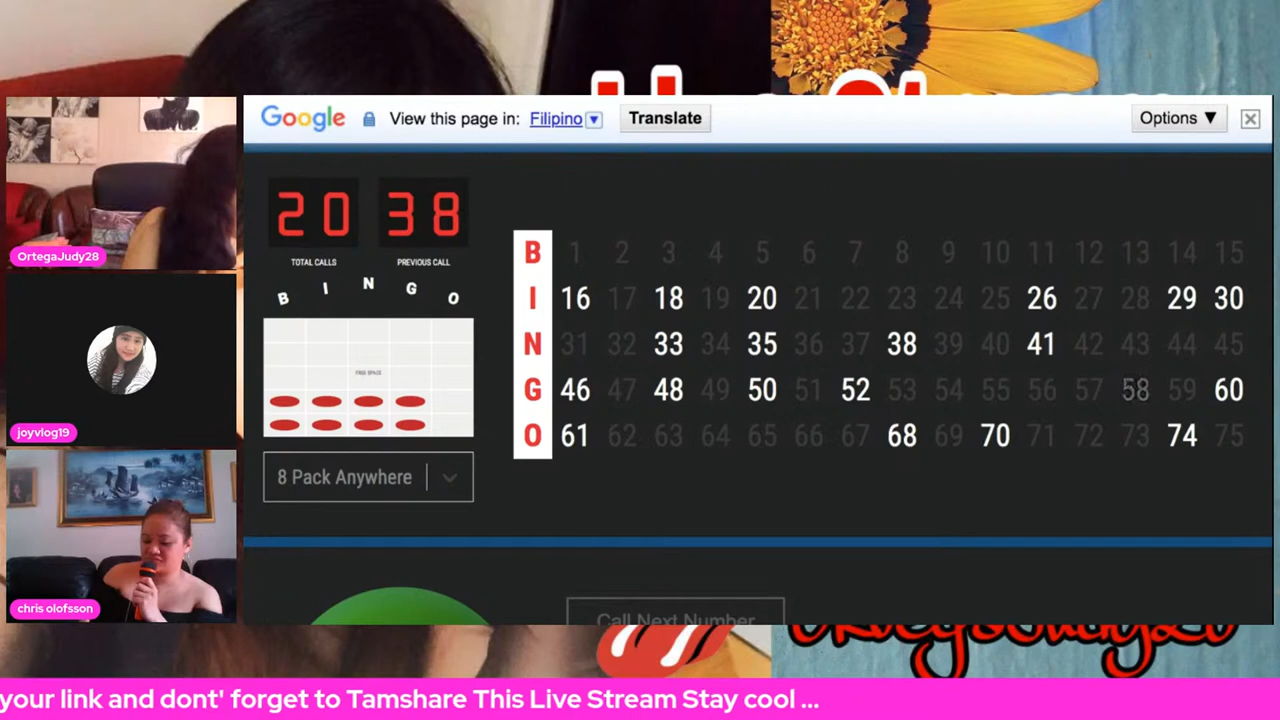 Google View this page in: Filipino Translate Options ▼
20 38
TOTAL CALLS PREVIOUS CALL
B I N G O
FREE SPACE
8 Pack Anywhere
B 1 2 3 4 5 6 7 8 9 10 11 12 13 14 15
I 16 17 18 19 20 21 22 23 24 25 26 27 28 29 30
N 31 32 33 34 35 36 37 38 39 40 41 42 43 44 45
G 46 47 48 49 50 51 52 53 54 55 56 57 58 59 60
O 61 62 63 64 65 66 67 68 69 70 71 72 73 74 75
Call Next Number
OrtegaJudy28
joyvlog19
chris olofsson
your link and dont' forget to Tamshare This Live Stream Stay cool ...